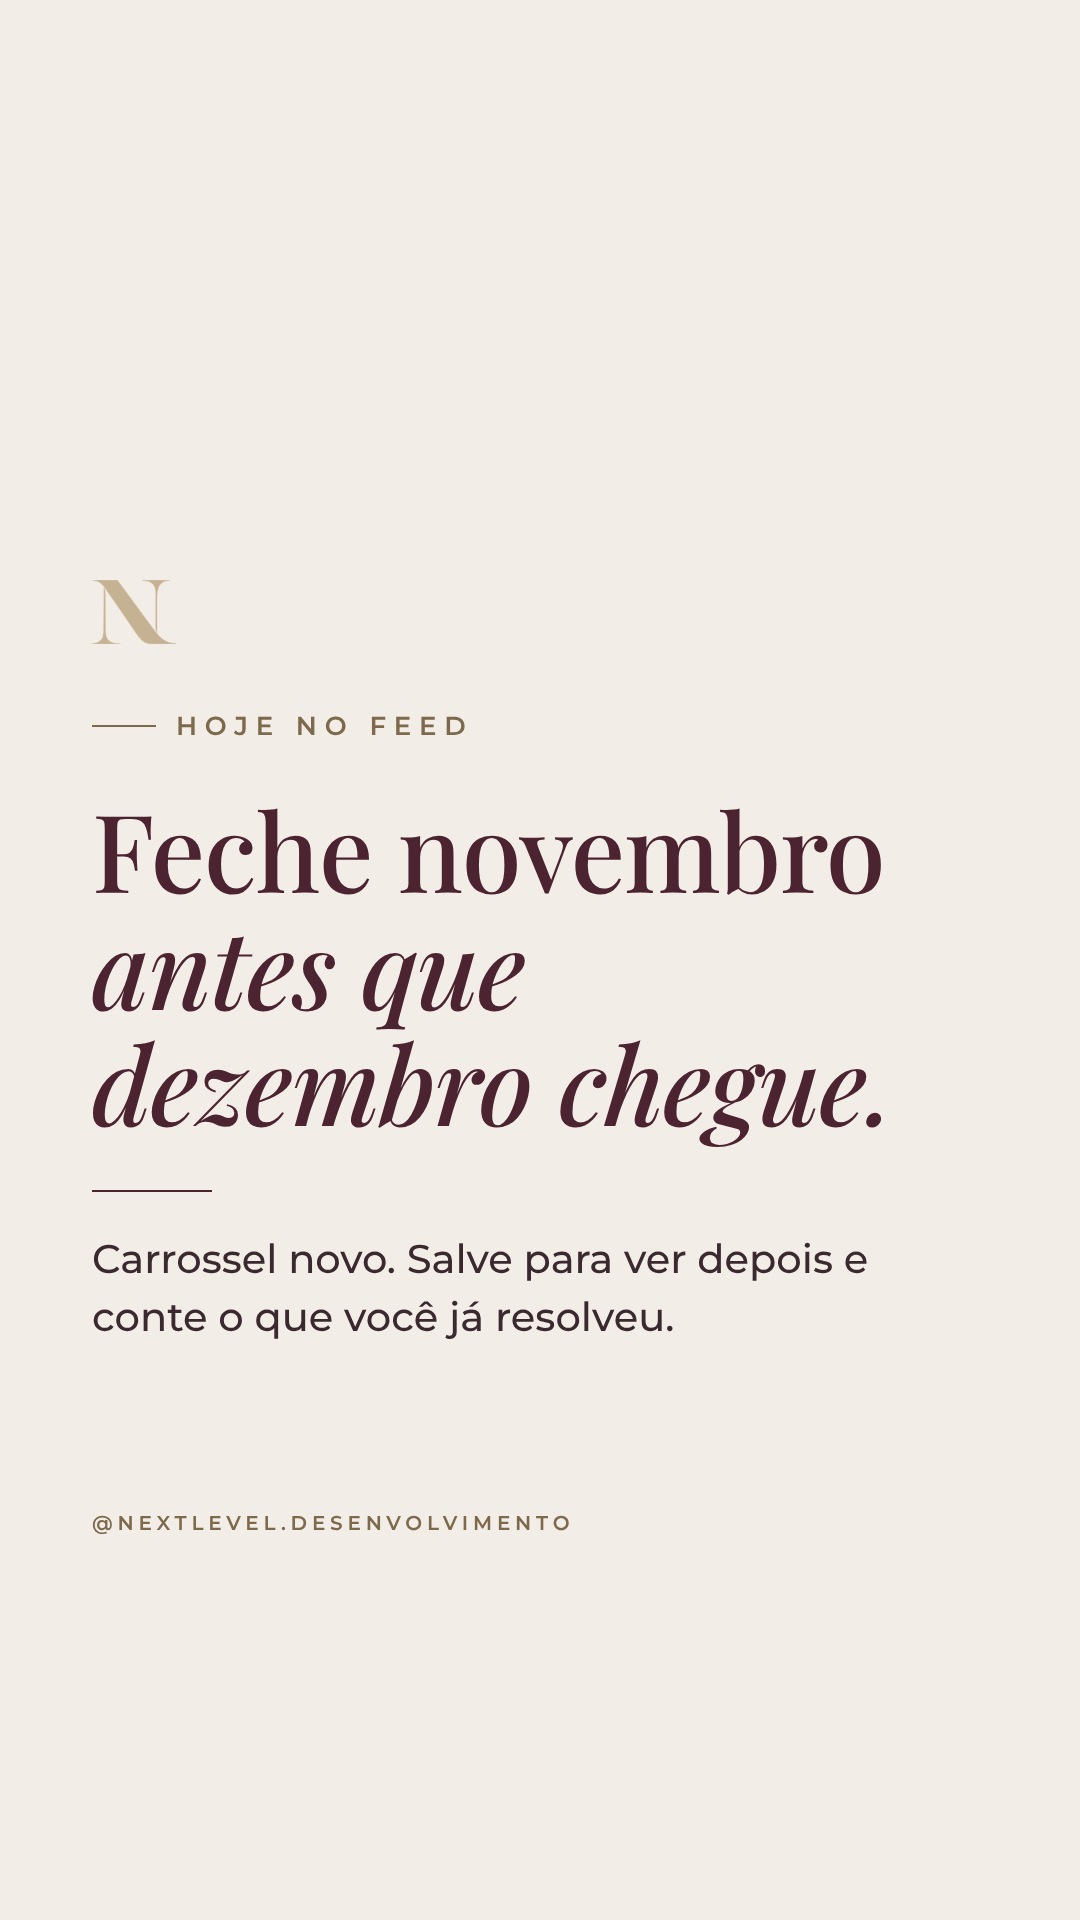 N
HOJE NO FEED
Feche novembro
antes que
dezembro chegue.
Carrossel novo. Salve para ver depois e
conte o que você já resolveu.
@NEXTLEVEL.DESENVOLVIMENTO